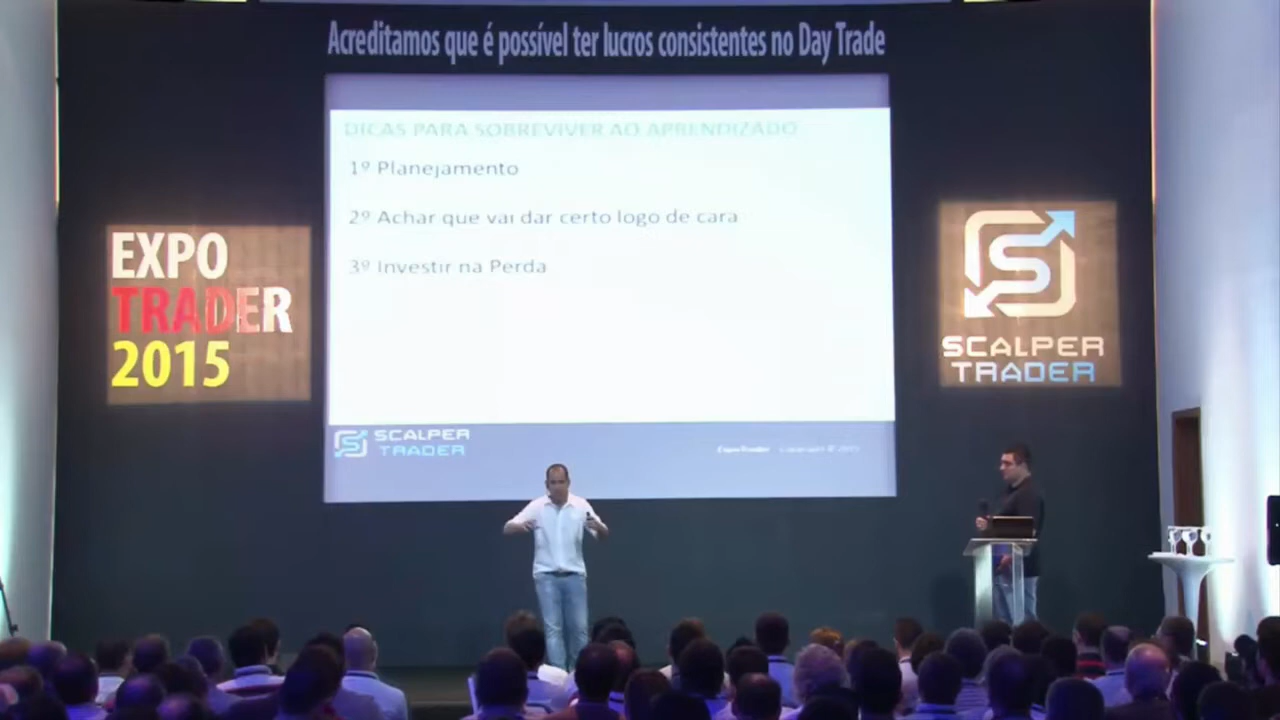 Acreditamos que é possível ter lucros consistentes no Day Trade
DICAS PARA SOBREVIVER AO APRENDIZADO
1º Planejamento
2º Achar que vai dar certo logo de cara
3º Investir na Perda
SCALPER
TRADER
ExpoTrader
EXPO
TRADER
2015
SCALPER
TRADER